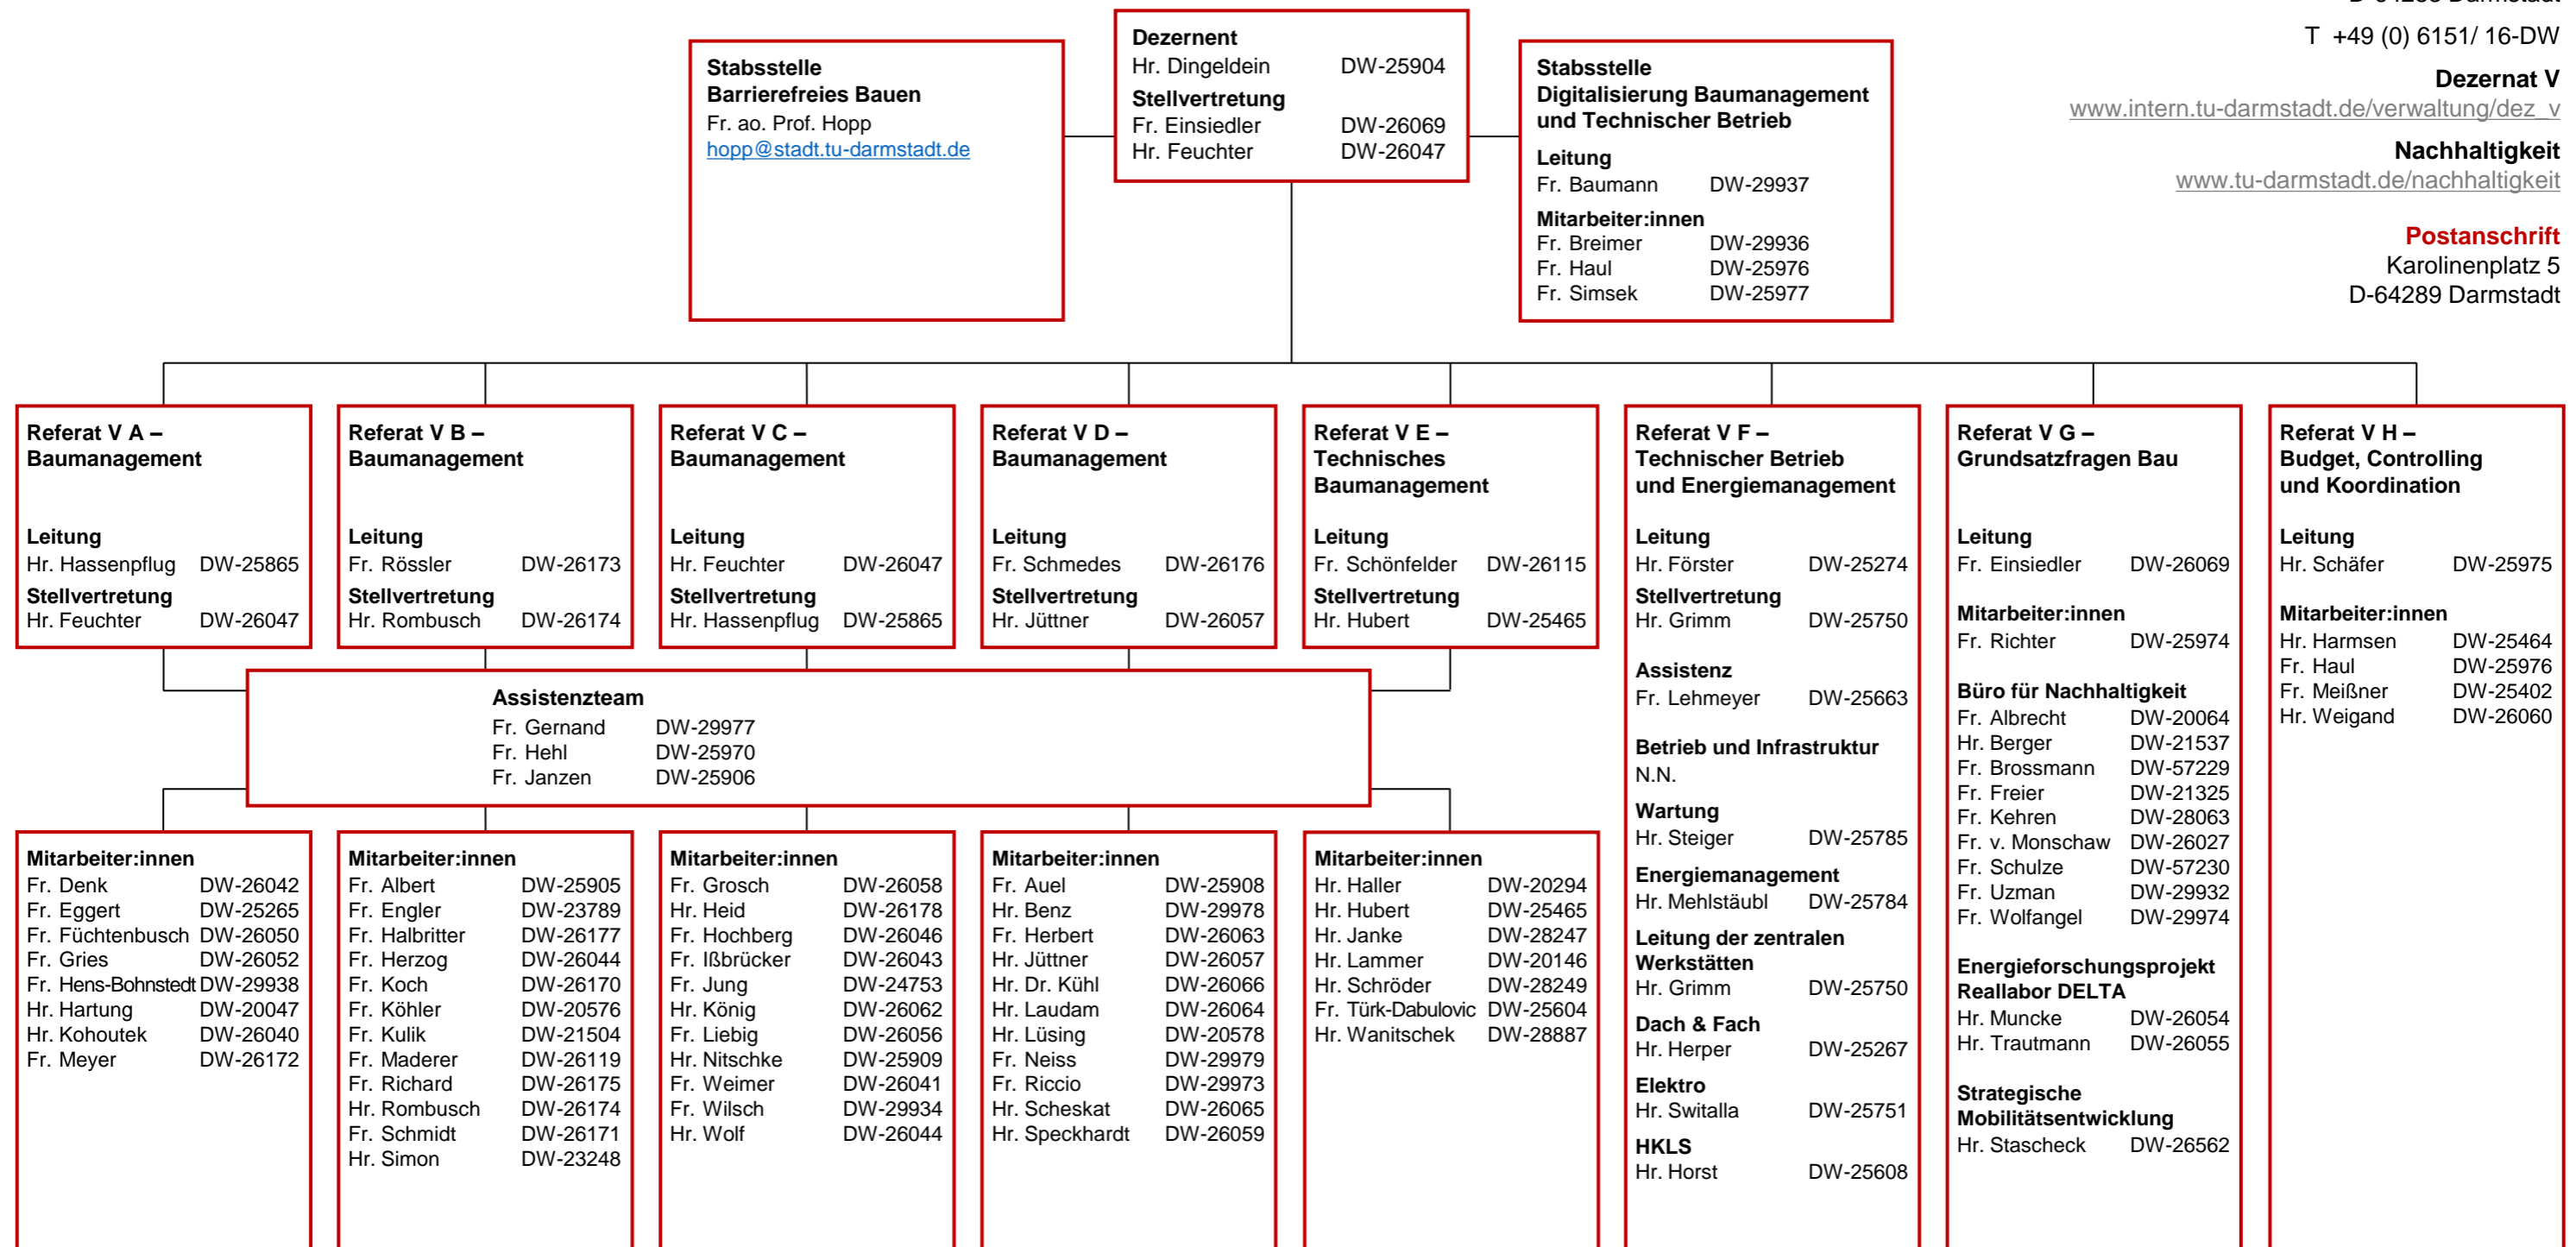 D-64285 Darmstadt
T +49 (0) 6151/ 16-DW
Dezernat V
www.intern.tu-darmstadt.de/verwaltung/dez_v
Nachhaltigkeit
www.tu-darmstadt.de/nachhaltigkeit
Postanschrift
Karolinenplatz 5
D-64289 Darmstadt
Stabsstelle
Barrierefreies Bauen
Fr. ao. Prof. Hopp
hopp@stadt.tu-darmstadt.de
Dezernent
Hr. Dingeldein DW-25904
Stellvertretung
Fr. Einsiedler DW-26069
Hr. Feuchter DW-26047
Stabsstelle
Digitalisierung Baumanagement
und Technischer Betrieb
Leitung
Fr. Baumann DW-29937
Mitarbeiter:innen
Fr. Breimer DW-29936
Fr. Haul DW-25976
Fr. Simsek DW-25977
Referat V A –
Baumanagement
Leitung
Hr. Hassenpflug DW-25865
Stellvertretung
Hr. Feuchter DW-26047
Referat V B –
Baumanagement
Leitung
Fr. Rössler DW-26173
Stellvertretung
Hr. Rombusch DW-26174
Referat V C –
Baumanagement
Leitung
Hr. Feuchter DW-26047
Stellvertretung
Hr. Hassenpflug DW-25865
Referat V D –
Baumanagement
Leitung
Fr. Schmedes DW-26176
Stellvertretung
Hr. Jüttner DW-26057
Referat V E –
Technisches
Baumanagement
Leitung
Fr. Schönfelder DW-26115
Stellvertretung
Hr. Hubert DW-25465
Assistenzteam
Fr. Gernand DW-29977
Fr. Hehl DW-25970
Fr. Janzen DW-25906
Mitarbeiter:innen
Fr. Denk DW-26042
Fr. Eggert DW-25265
Fr. Füchtenbusch DW-26050
Fr. Gries DW-26052
Fr. Hens-Bohnstedt DW-29938
Hr. Hartung DW-20047
Hr. Kohoutek DW-26040
Fr. Meyer DW-26172
Mitarbeiter:innen
Fr. Albert DW-25905
Fr. Engler DW-23789
Fr. Halbritter DW-26177
Fr. Herzog DW-26044
Fr. Koch DW-26170
Fr. Köhler DW-20576
Fr. Kulik DW-21504
Fr. Maderer DW-26119
Fr. Richard DW-26175
Hr. Rombusch DW-26174
Fr. Schmidt DW-26171
Hr. Simon DW-23248
Mitarbeiter:innen
Fr. Grosch DW-26058
Hr. Heid DW-26178
Fr. Hochberg DW-26046
Fr. Ißbrücker DW-26043
Fr. Jung DW-24753
Hr. König DW-26062
Fr. Liebig DW-26056
Hr. Nitschke DW-25909
Fr. Weimer DW-26041
Fr. Wilsch DW-29934
Hr. Wolf DW-26044
Mitarbeiter:innen
Fr. Auel DW-25908
Hr. Benz DW-29978
Fr. Herbert DW-26063
Hr. Jüttner DW-26057
Hr. Dr. Kühl DW-26066
Hr. Laudam DW-26064
Hr. Lüsing DW-20578
Fr. Neiss DW-29979
Fr. Riccio DW-29973
Hr. Scheskat DW-26065
Hr. Speckhardt DW-26059
Mitarbeiter:innen
Hr. Haller DW-20294
Hr. Hubert DW-25465
Hr. Janke DW-28247
Hr. Lammer DW-20146
Hr. Schröder DW-28249
Fr. Türk-Dabulovic DW-25604
Hr. Wanitschek DW-28887
Referat V F –
Technischer Betrieb
und Energiemanagement
Leitung
Hr. Förster DW-25274
Stellvertretung
Hr. Grimm DW-25750
Assistenz
Fr. Lehmeyer DW-25663
Betrieb und Infrastruktur
N.N.
Wartung
Hr. Steiger DW-25785
Energiemanagement
Hr. Mehlstäubl DW-25784
Leitung der zentralen
Werkstätten
Hr. Grimm DW-25750
Dach & Fach
Hr. Herper DW-25267
Elektro
Hr. Switalla DW-25751
HKLS
Hr. Horst DW-25608
Referat V G –
Grundsatzfragen Bau
Leitung
Fr. Einsiedler DW-26069
Mitarbeiter:innen
Fr. Richter DW-25974
Büro für Nachhaltigkeit
Fr. Albrecht DW-20064
Hr. Berger DW-21537
Fr. Brossmann DW-57229
Fr. Freier DW-21325
Fr. Kehren DW-28063
Fr. v. Monschaw DW-26027
Fr. Schulze DW-57230
Fr. Uzman DW-29932
Fr. Wolfangel DW-29974
Energieforschungsprojekt
Reallabor DELTA
Hr. Muncke DW-26054
Hr. Trautmann DW-26055
Strategische
Mobilitätsentwicklung
Hr. Stascheck DW-26562
Referat V H –
Budget, Controlling
und Koordination
Leitung
Hr. Schäfer DW-25975
Mitarbeiter:innen
Hr. Harmsen DW-25464
Fr. Haul DW-25976
Fr. Meißner DW-25402
Hr. Weigand DW-26060